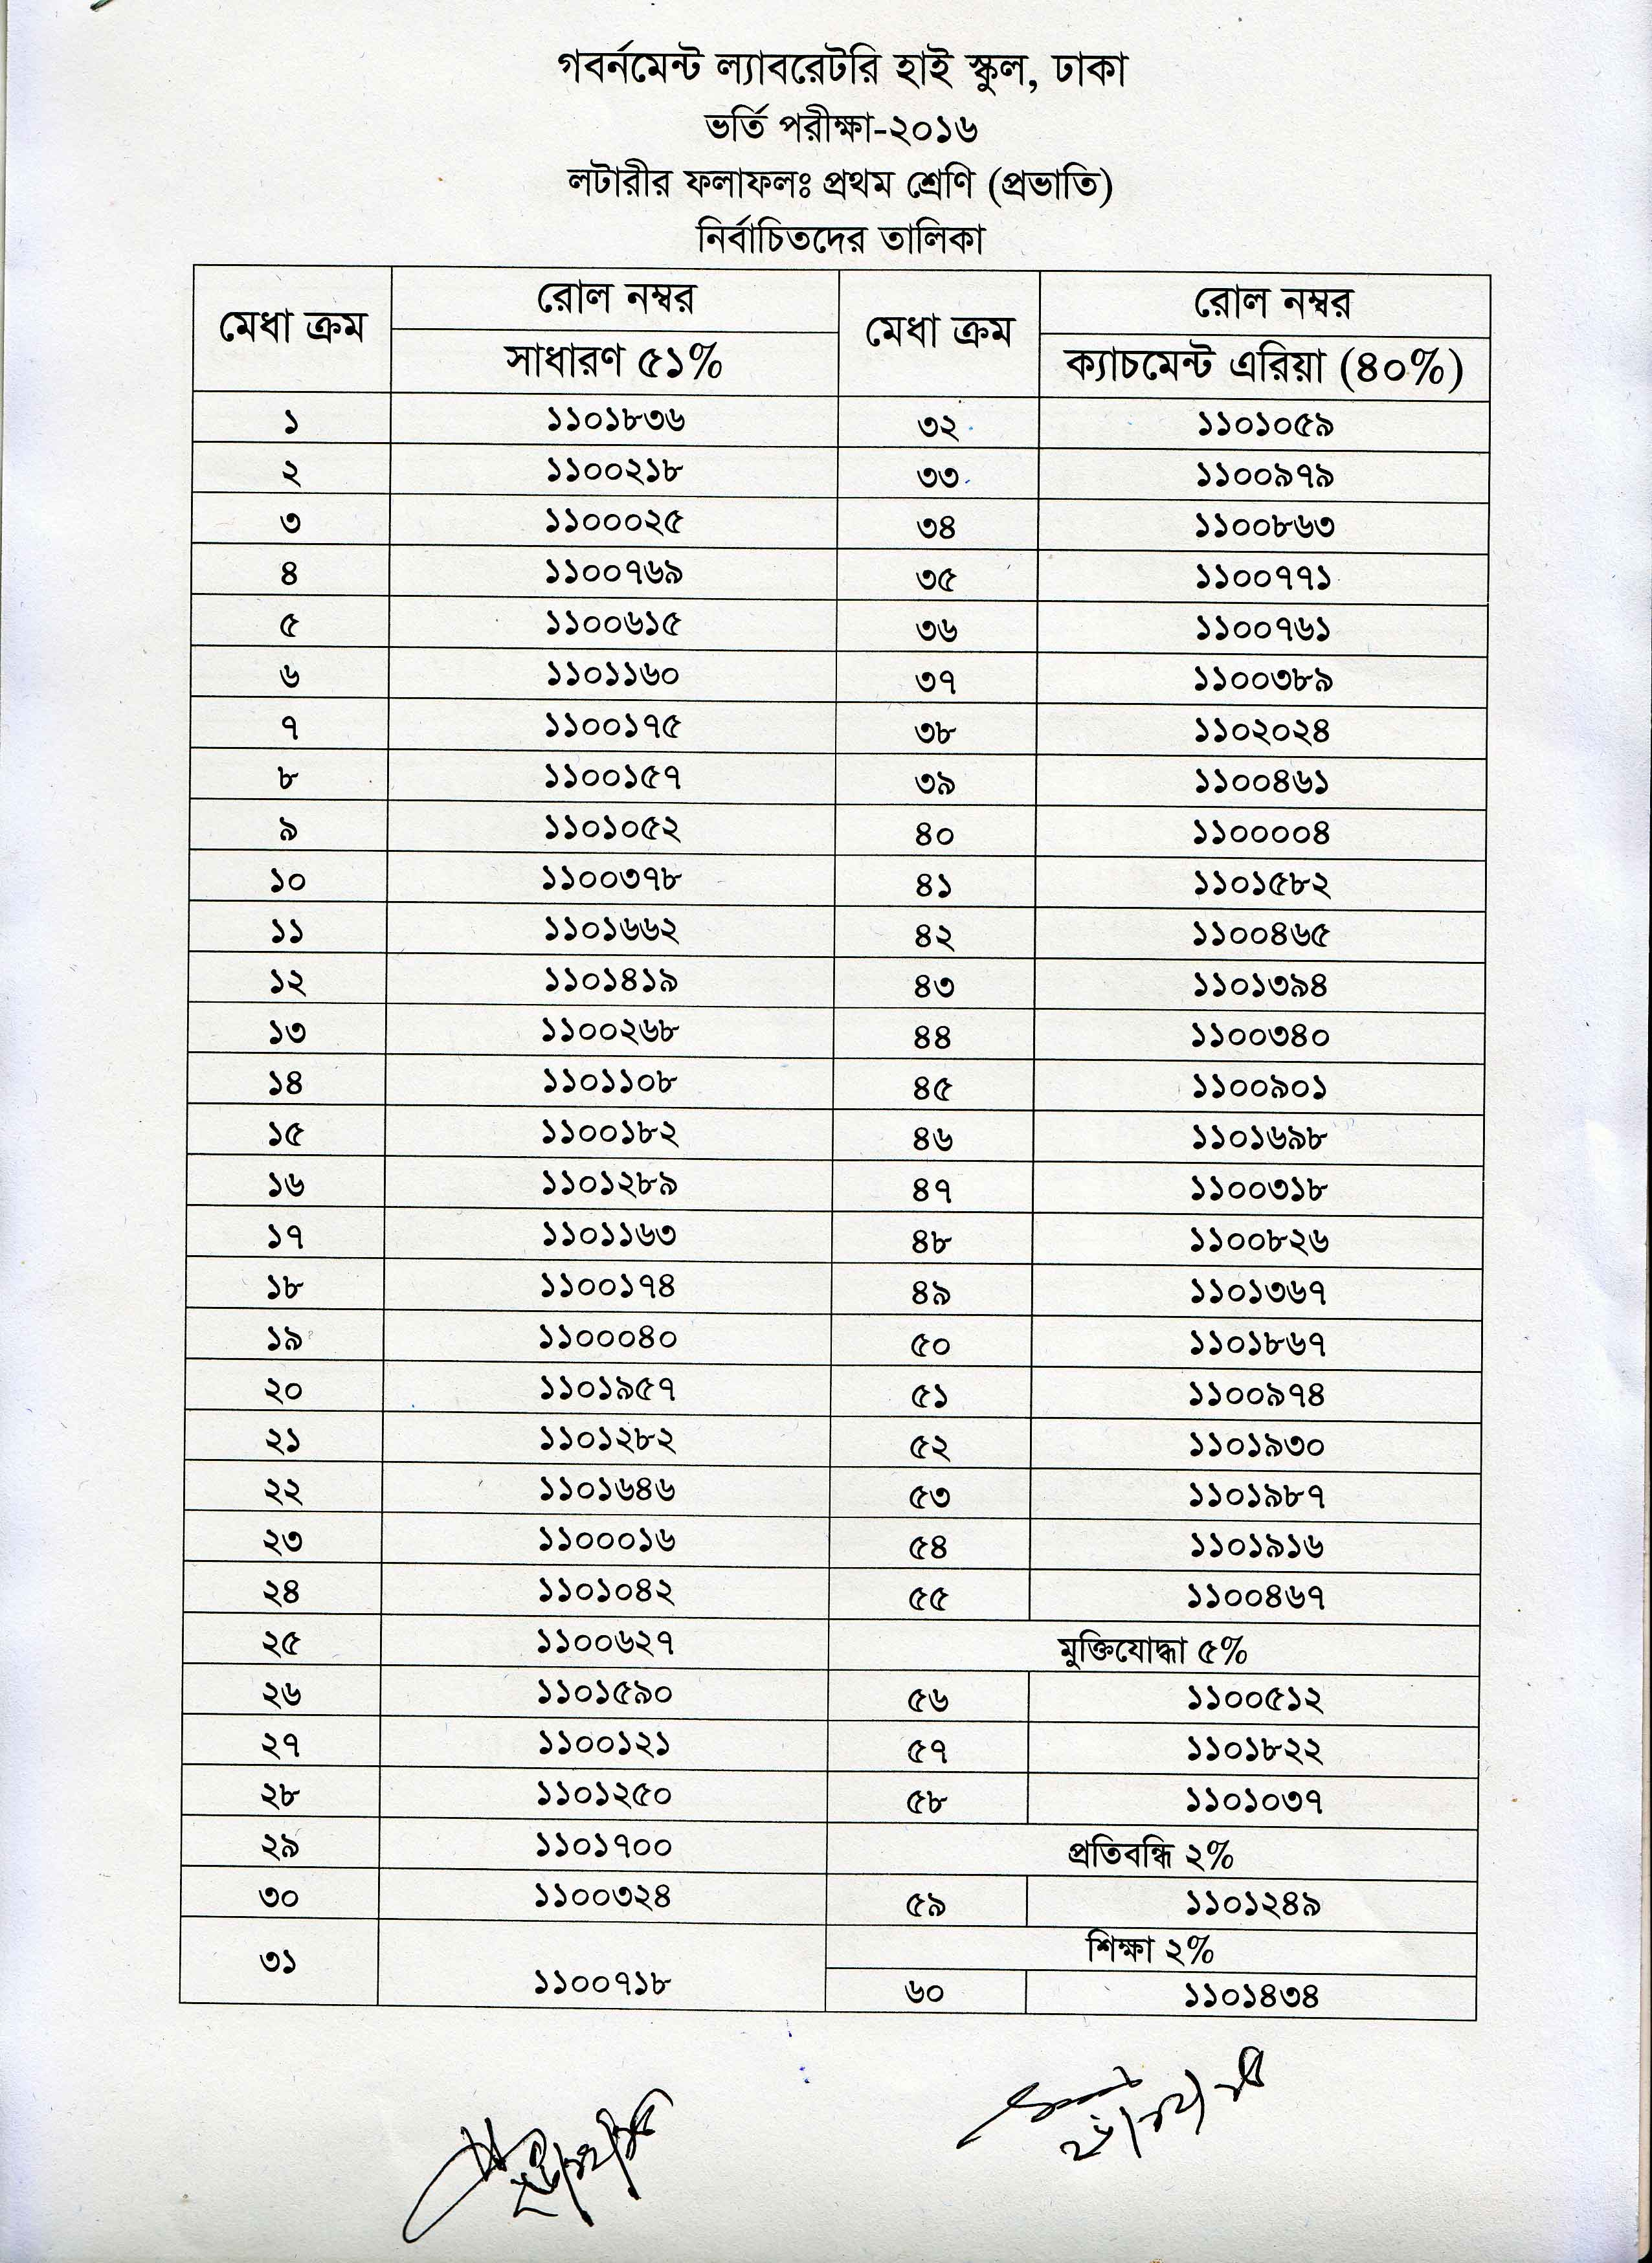 গবর্নমেন্ট ল্যাবরেটরি হাই স্কুল, ঢাকা
ভর্তি পরীক্ষা-২০১৬
লটারীর ফলাফলঃ প্রথম শ্রেণি (প্রভাতি)
নির্বাচিতদের তালিকা
মেধা ক্রম রোল নম্বর মেধা ক্রম রোল নম্বর
সাধারণ ৫১% ক্যাচমেন্ট এরিয়া (৪০%)
১ ১১০১৮৩৬ ৩২ ১১০১০৫৯
২ ১১০০২১৮ ৩৩ ১১০০৯৭৯
৩ ১১০০০২৫ ৩৪ ১১০০৮৬৩
৪ ১১০০৭৬৯ ৩৫ ১১০০৭৭১
৫ ১১০০৬১৫ ৩৬ ১১০০৭৬১
৬ ১১০১১৬০ ৩৭ ১১০০৩৮৯
৭ ১১০০১৭৫ ৩৮ ১১০২০২৪
৮ ১১০০১৫৭ ৩৯ ১১০০৪৬১
৯ ১১০১০৫২ ৪০ ১১০০০০৪
১০ ১১০০৩৭৮ ৪১ ১১০১৫৮২
১১ ১১০১৬৬২ ৪২ ১১০০৪৬৫
১২ ১১০১৪১৯ ৪৩ ১১০১৩৯৪
১৩ ১১০০২৬৮ ৪৪ ১১০০৩৪০
১৪ ১১০১১০৮ ৪৫ ১১০০৯০১
১৫ ১১০০১৮২ ৪৬ ১১০১৬৯৮
১৬ ১১০১২৮৯ ৪৭ ১১০০৩১৮
১৭ ১১০১১৬৩ ৪৮ ১১০০৮২৬
১৮ ১১০০১৭৪ ৪৯ ১১০১৩৬৭
১৯ ১১০০০৪০ ৫০ ১১০১৮৬৭
২০ ১১০১৯৫৭ ৫১ ১১০০৯৭৪
২১ ১১০১২৮২ ৫২ ১১০১৯৩০
২২ ১১০১৬৪৬ ৫৩ ১১০১৯৮৭
২৩ ১১০০০১৬ ৫৪ ১১০১৯১৬
২৪ ১১০১০৪২ ৫৫ ১১০০৪৬৭
২৫ ১১০০৬২৭ মুক্তিযোদ্ধা ৫%
২৬ ১১০১৫৯০ ৫৬ ১১০০৫১২
২৭ ১১০০১২১ ৫৭ ১১০১৮২২
২৮ ১১০১২৫০ ৫৮ ১১০১০৩৭
২৯ ১১০১৭০০ প্রতিবন্ধি ২%
৩০ ১১০০৩২৪ ৫৯ ১১০১২৪৯
শিক্ষা ২%
৩১ ১১০০৭১৮ ৬০ ১১০১৪৩৪